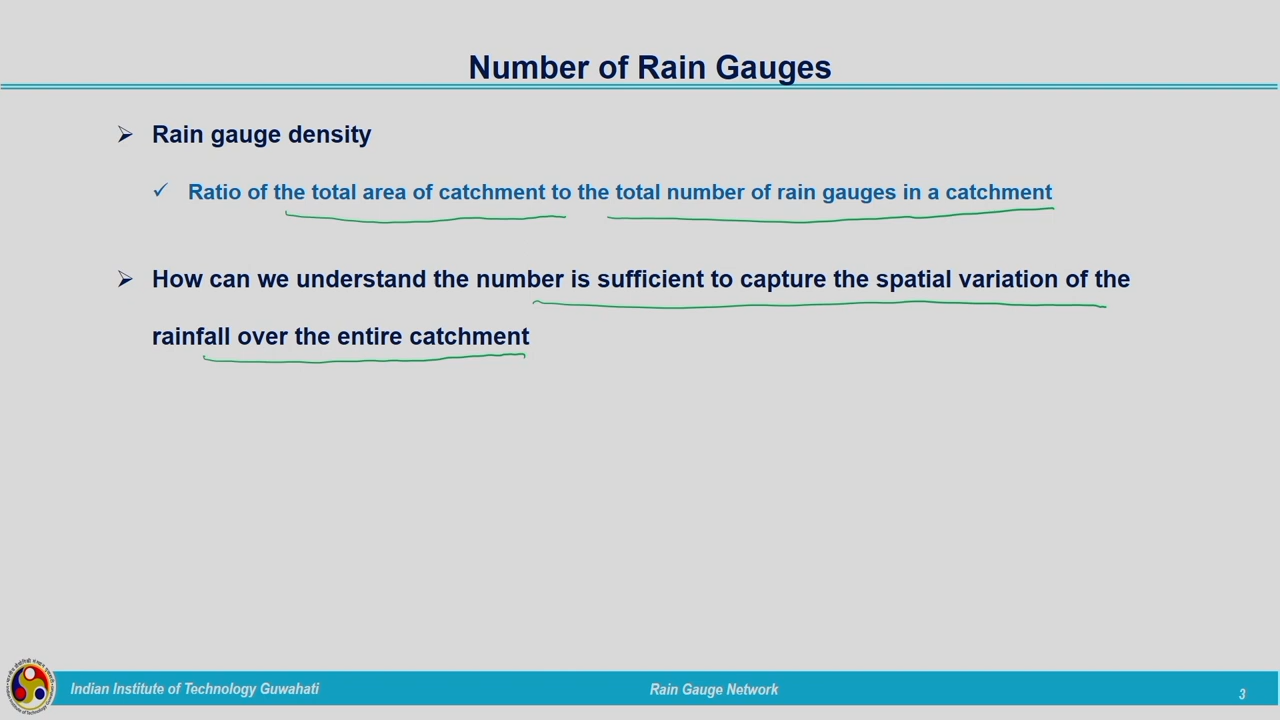 Number of Rain Gauges
➢ Rain gauge density
✓ Ratio of the total area of catchment to the total number of rain gauges in a catchment
➢ How can we understand the number is sufficient to capture the spatial variation of the
rainfall over the entire catchment
Indian Institute of Technology Guwahati
Rain Gauge Network
3